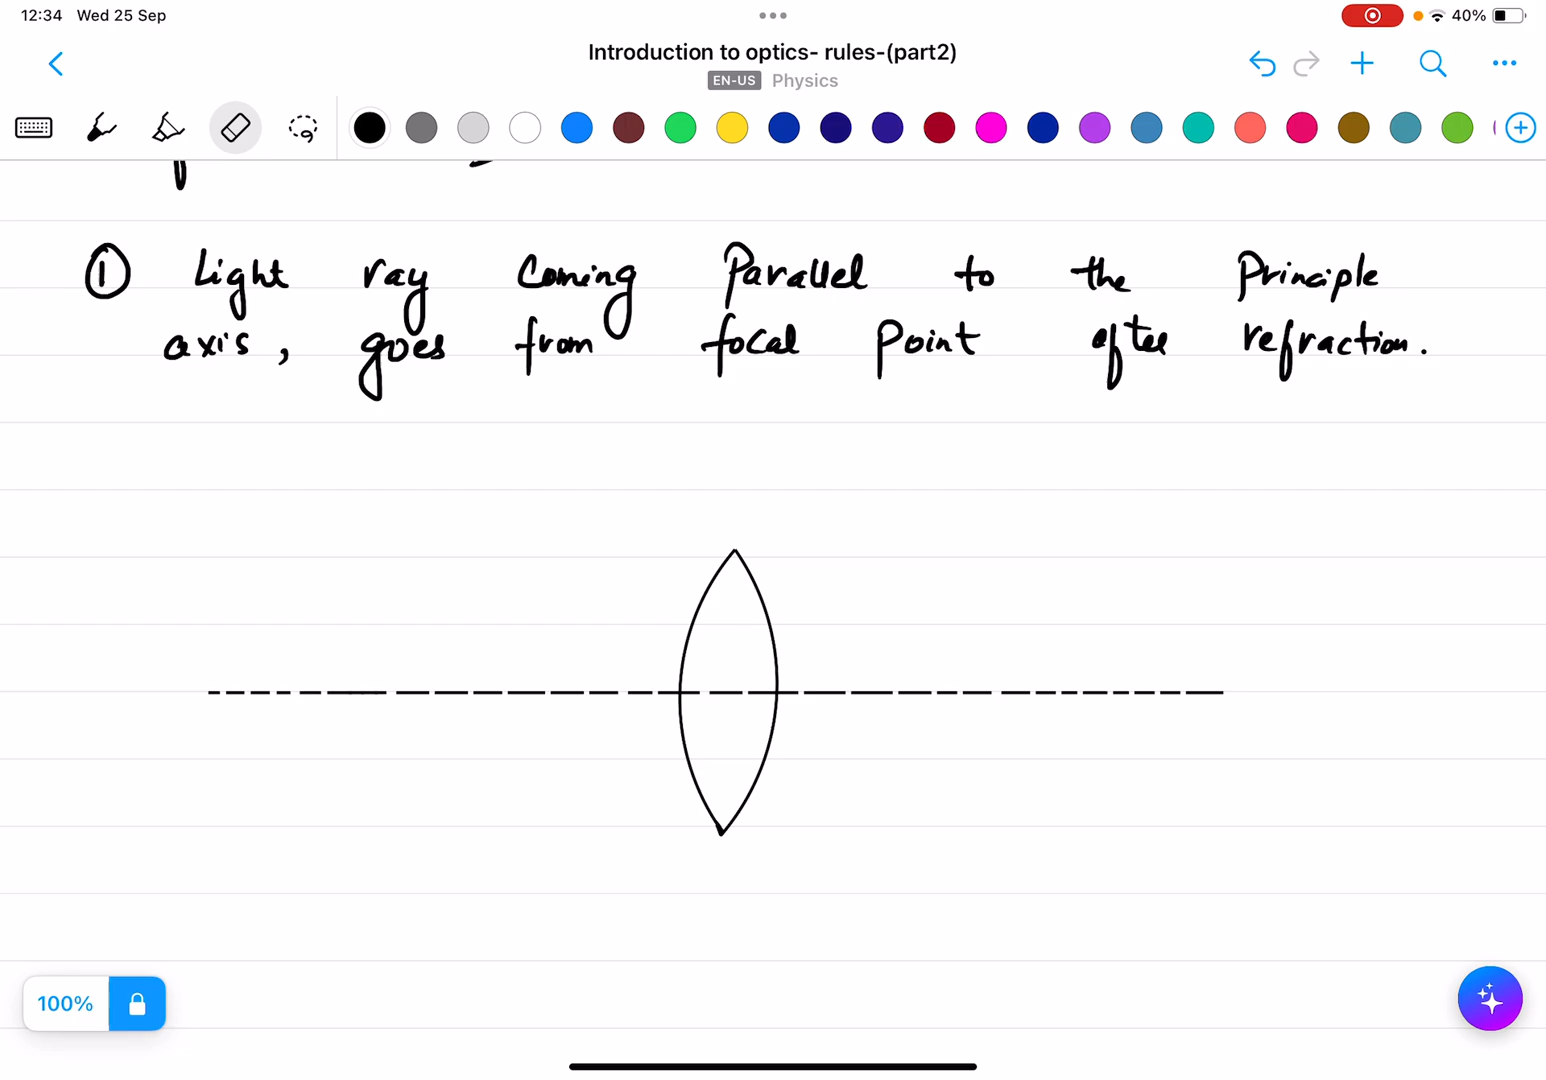 12:34 Wed 25 Sep
40%
Introduction to optics- rules-(part2)
EN-US Physics
① Light ray Coming Parallel to the Principle
axis, goes from focal Point after refraction.
100%